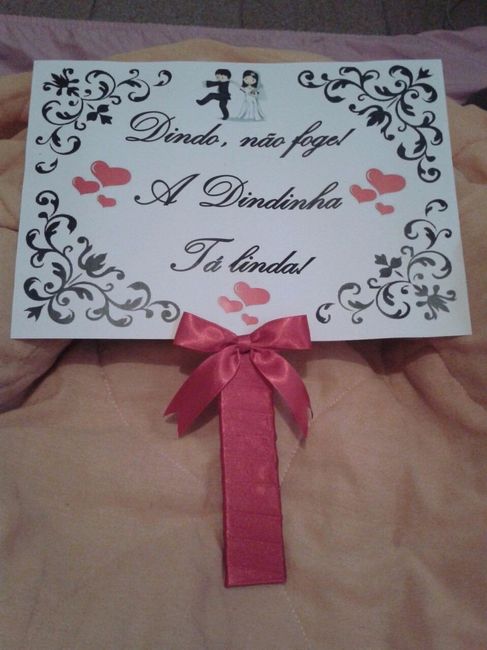 Dindo, não foge!
A Dindinha
Tá linda!